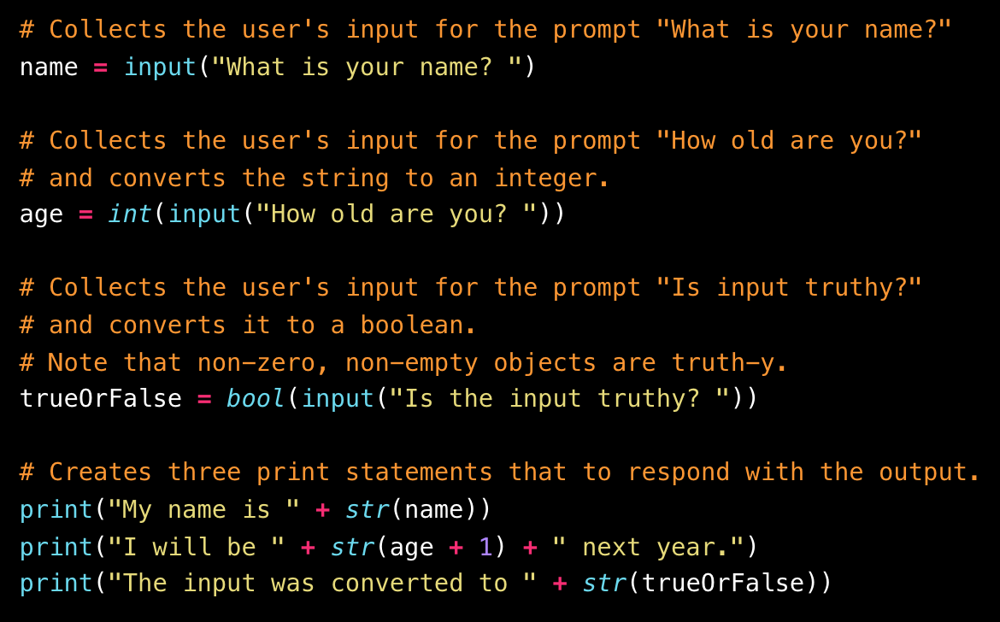 # Collects the user's input for the prompt "What is your name?"
name = input("What is your name? ")

# Collects the user's input for the prompt "How old are you?"
# and converts the string to an integer.
age = int(input("How old are you? "))

# Collects the user's input for the prompt "Is input truthy?"
# and converts it to a boolean.
# Note that non-zero, non-empty objects are truth-y.
trueOrFalse = bool(input("Is the input truthy? "))

# Creates three print statements that to respond with the output.
print("My name is " + str(name))
print("I will be " + str(age + 1) + " next year.")
print("The input was converted to " + str(trueOrFalse))